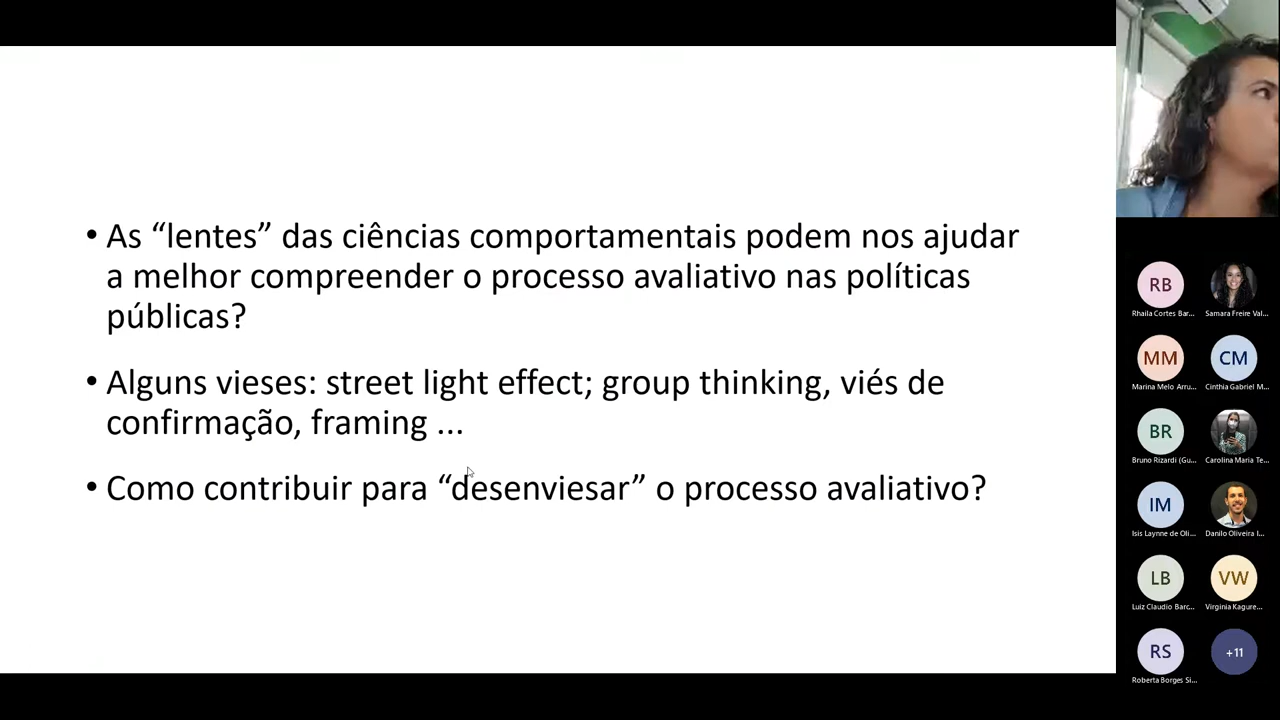 • As “lentes” das ciências comportamentais podem nos ajudar
a melhor compreender o processo avaliativo nas políticas
públicas?
• Alguns vieses: street light effect; group thinking, viés de
confirmação, framing ...
• Como contribuir para “desenviesar” o processo avaliativo?
RB
Rhaila Cortes Bar...
Samara Freire Val...
MM
Marina Melo Arru...
CM
Cinthia Gabriel M...
BR
Bruno Rizardi (Gu...
Carolina Maria Te...
IM
Isis Laynne de Oli...
Danilo Oliveira I...
LB
Luiz Claudio Barc...
VW
Virginia Kagure...
RS
Roberta Borges Si...
+11